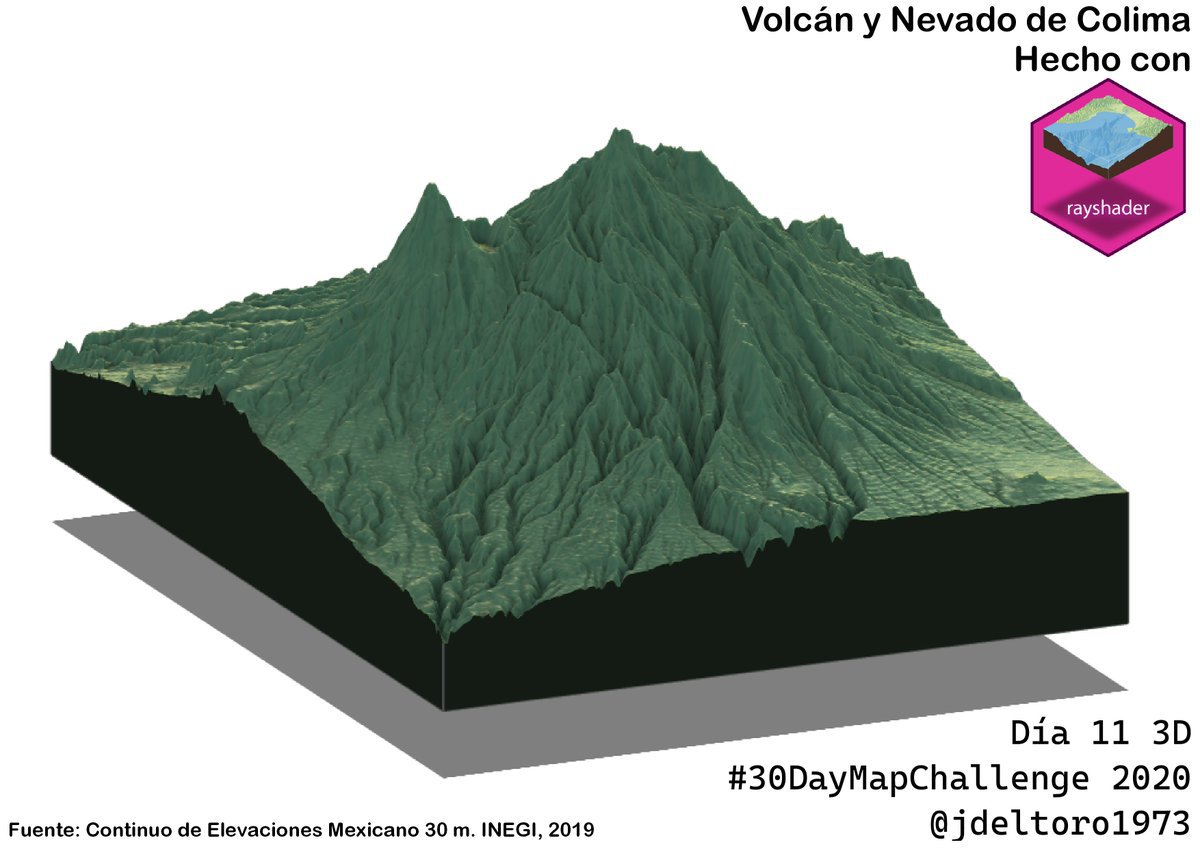 Volcán y Nevado de Colima
Hecho con
rayshader
Día 11 3D
#30DayMapChallenge 2020
@jdeltoro1973
Fuente: Continuo de Elevaciones Mexicano 30 m. INEGI, 2019